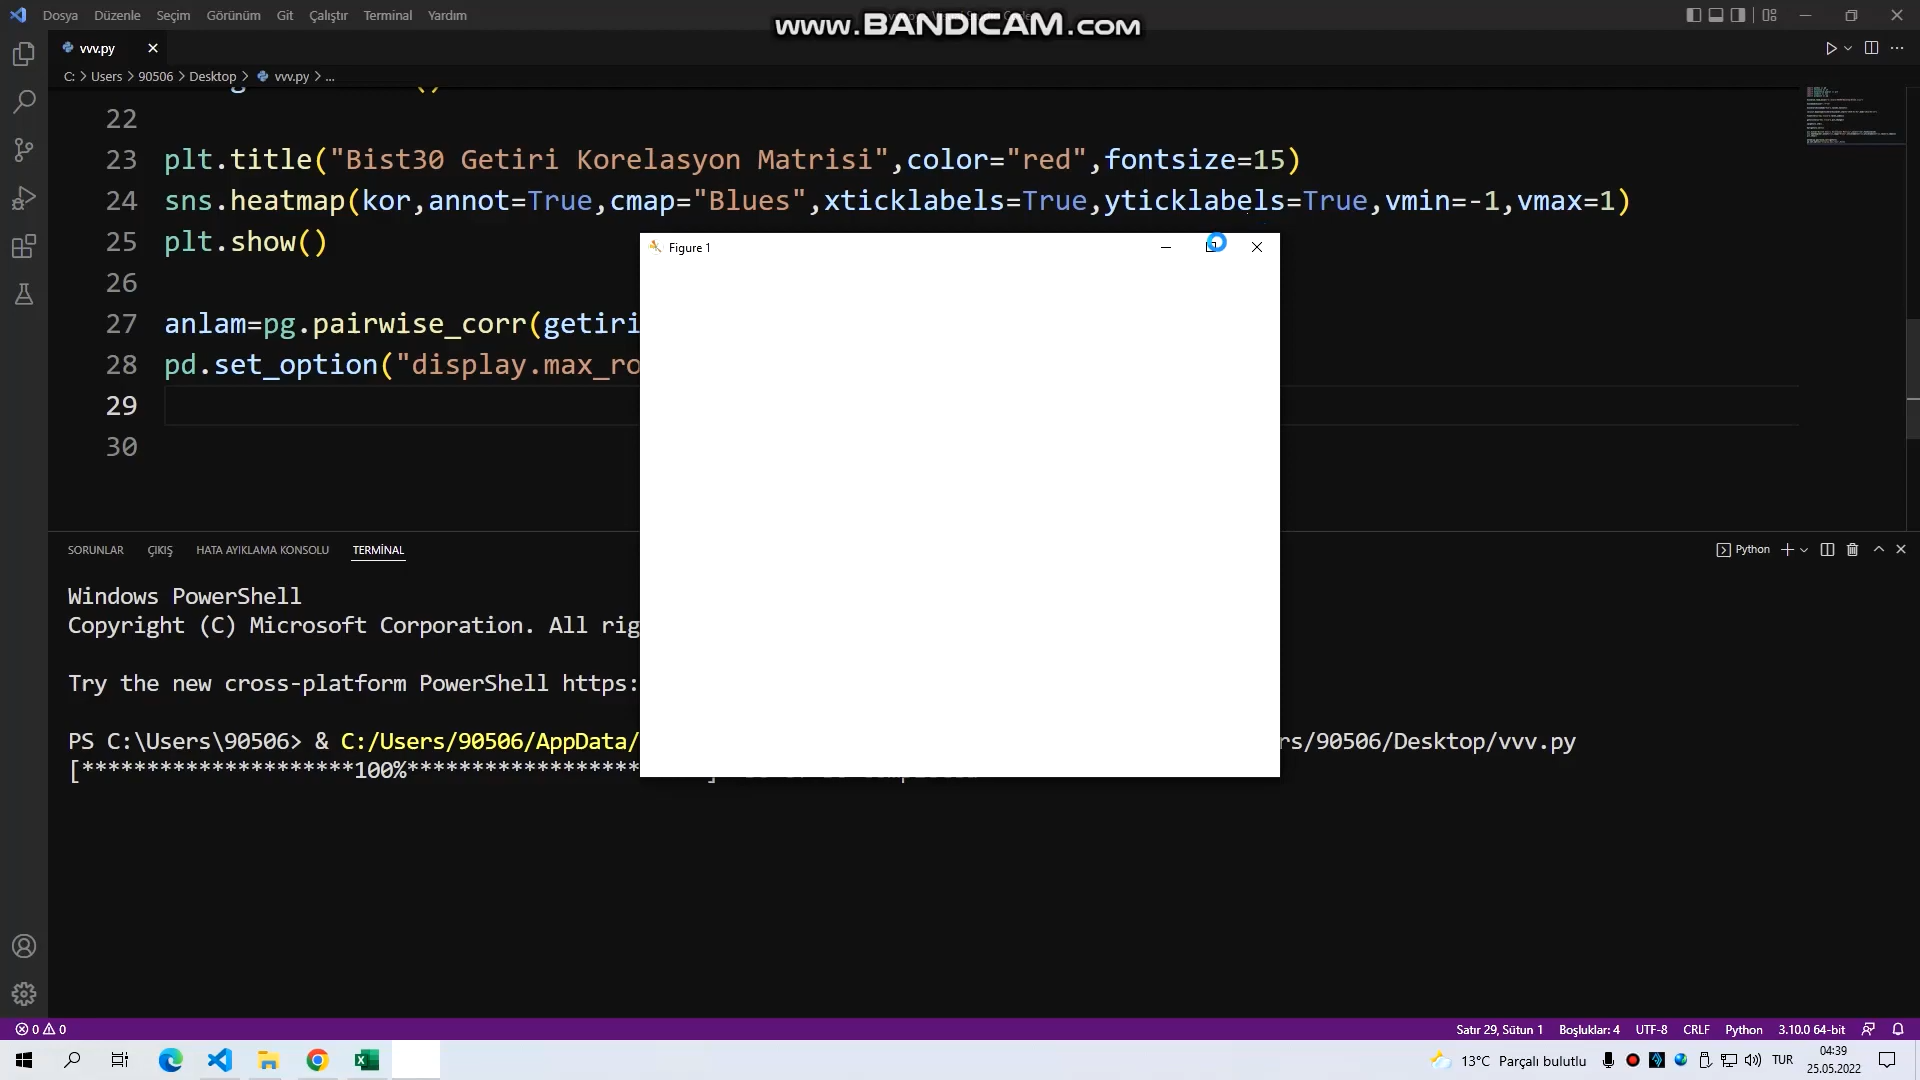 Dosya Düzenle Seçim Görünüm Git Çalıştır Terminal Yardım
www.BANDICAM.com
vvv.py
C: > Users > 90506 > Desktop > vvv.py > ...
22
23 plt.title("Bist30 Getiri Korelasyon Matrisi",color="red",fontsize=15)
24 sns.heatmap(kor,annot=True,cmap="Blues",xticklabels=True,yticklabels=True,vmin=-1,vmax=1)
25 plt.show()
Figure 1
26
27 anlam=pg.pairwise_corr(getiri
28 pd.set_option("display.max_ro
29
30
SORUNLAR ÇIKIŞ HATA AYIKLAMA KONSOLU TERMİNAL
Python
Windows PowerShell
Copyright (C) Microsoft Corporation. All rig
Try the new cross-platform PowerShell https:
PS C:\Users\90506> & C:/Users/90506/AppData/ rs/90506/Desktop/vvv.py
[*********************100%******************
0 0
Satır 29, Sütun 1 Boşluklar: 4 UTF-8 CRLF Python 3.10.0 64-bit
13°C Parçalı bulutlu TUR 04:39
25.05.2022